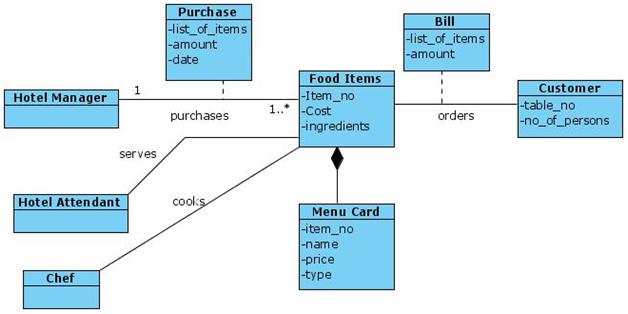 Purchase
-list_of_items
-amount
-date
Bill
-list_of_items
-amount
Hotel Manager
1
purchases
1..*
Food Items
-Item_no
-Cost
-ingredients
orders
Customer
-table_no
-no_of_persons
serves
Hotel Attendant
cooks
Chef
Menu Card
-item_no
-name
-price
-type